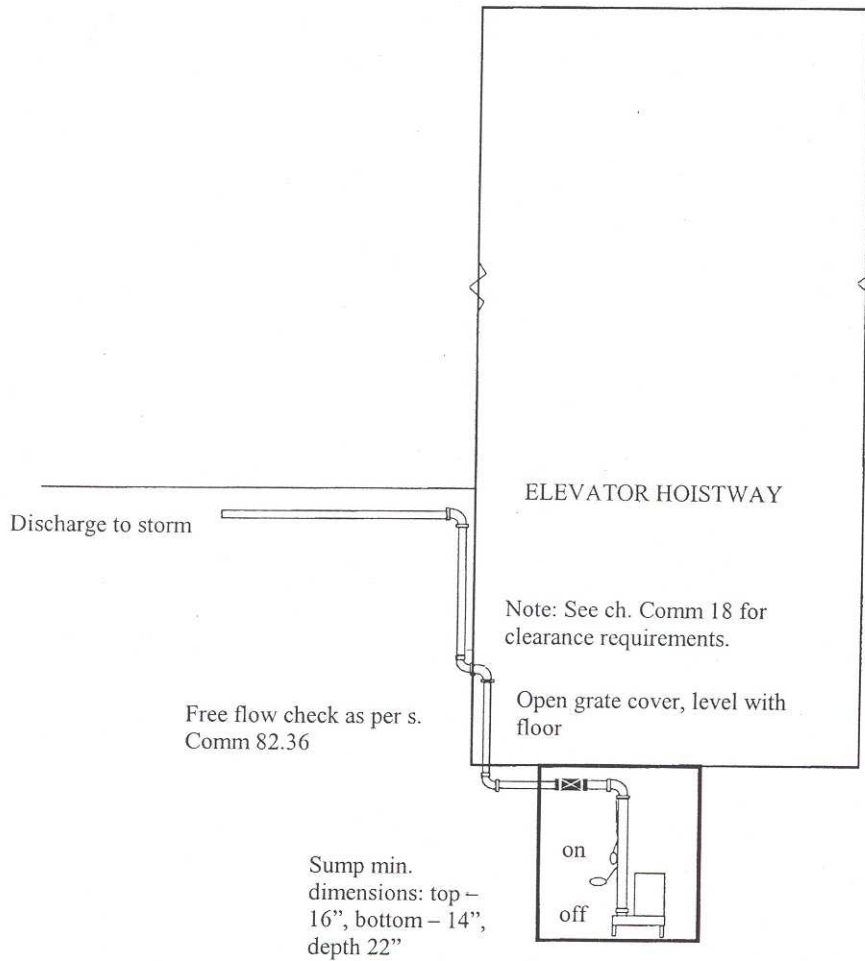 ELEVATOR HOISTWAY
Discharge to storm
Note: See ch. Comm 18 for
clearance requirements.
Open grate cover, level with
floor
Free flow check as per s.
Comm 82.36
on
off
Sump min.
dimensions: top –
16”, bottom – 14”,
depth 22”